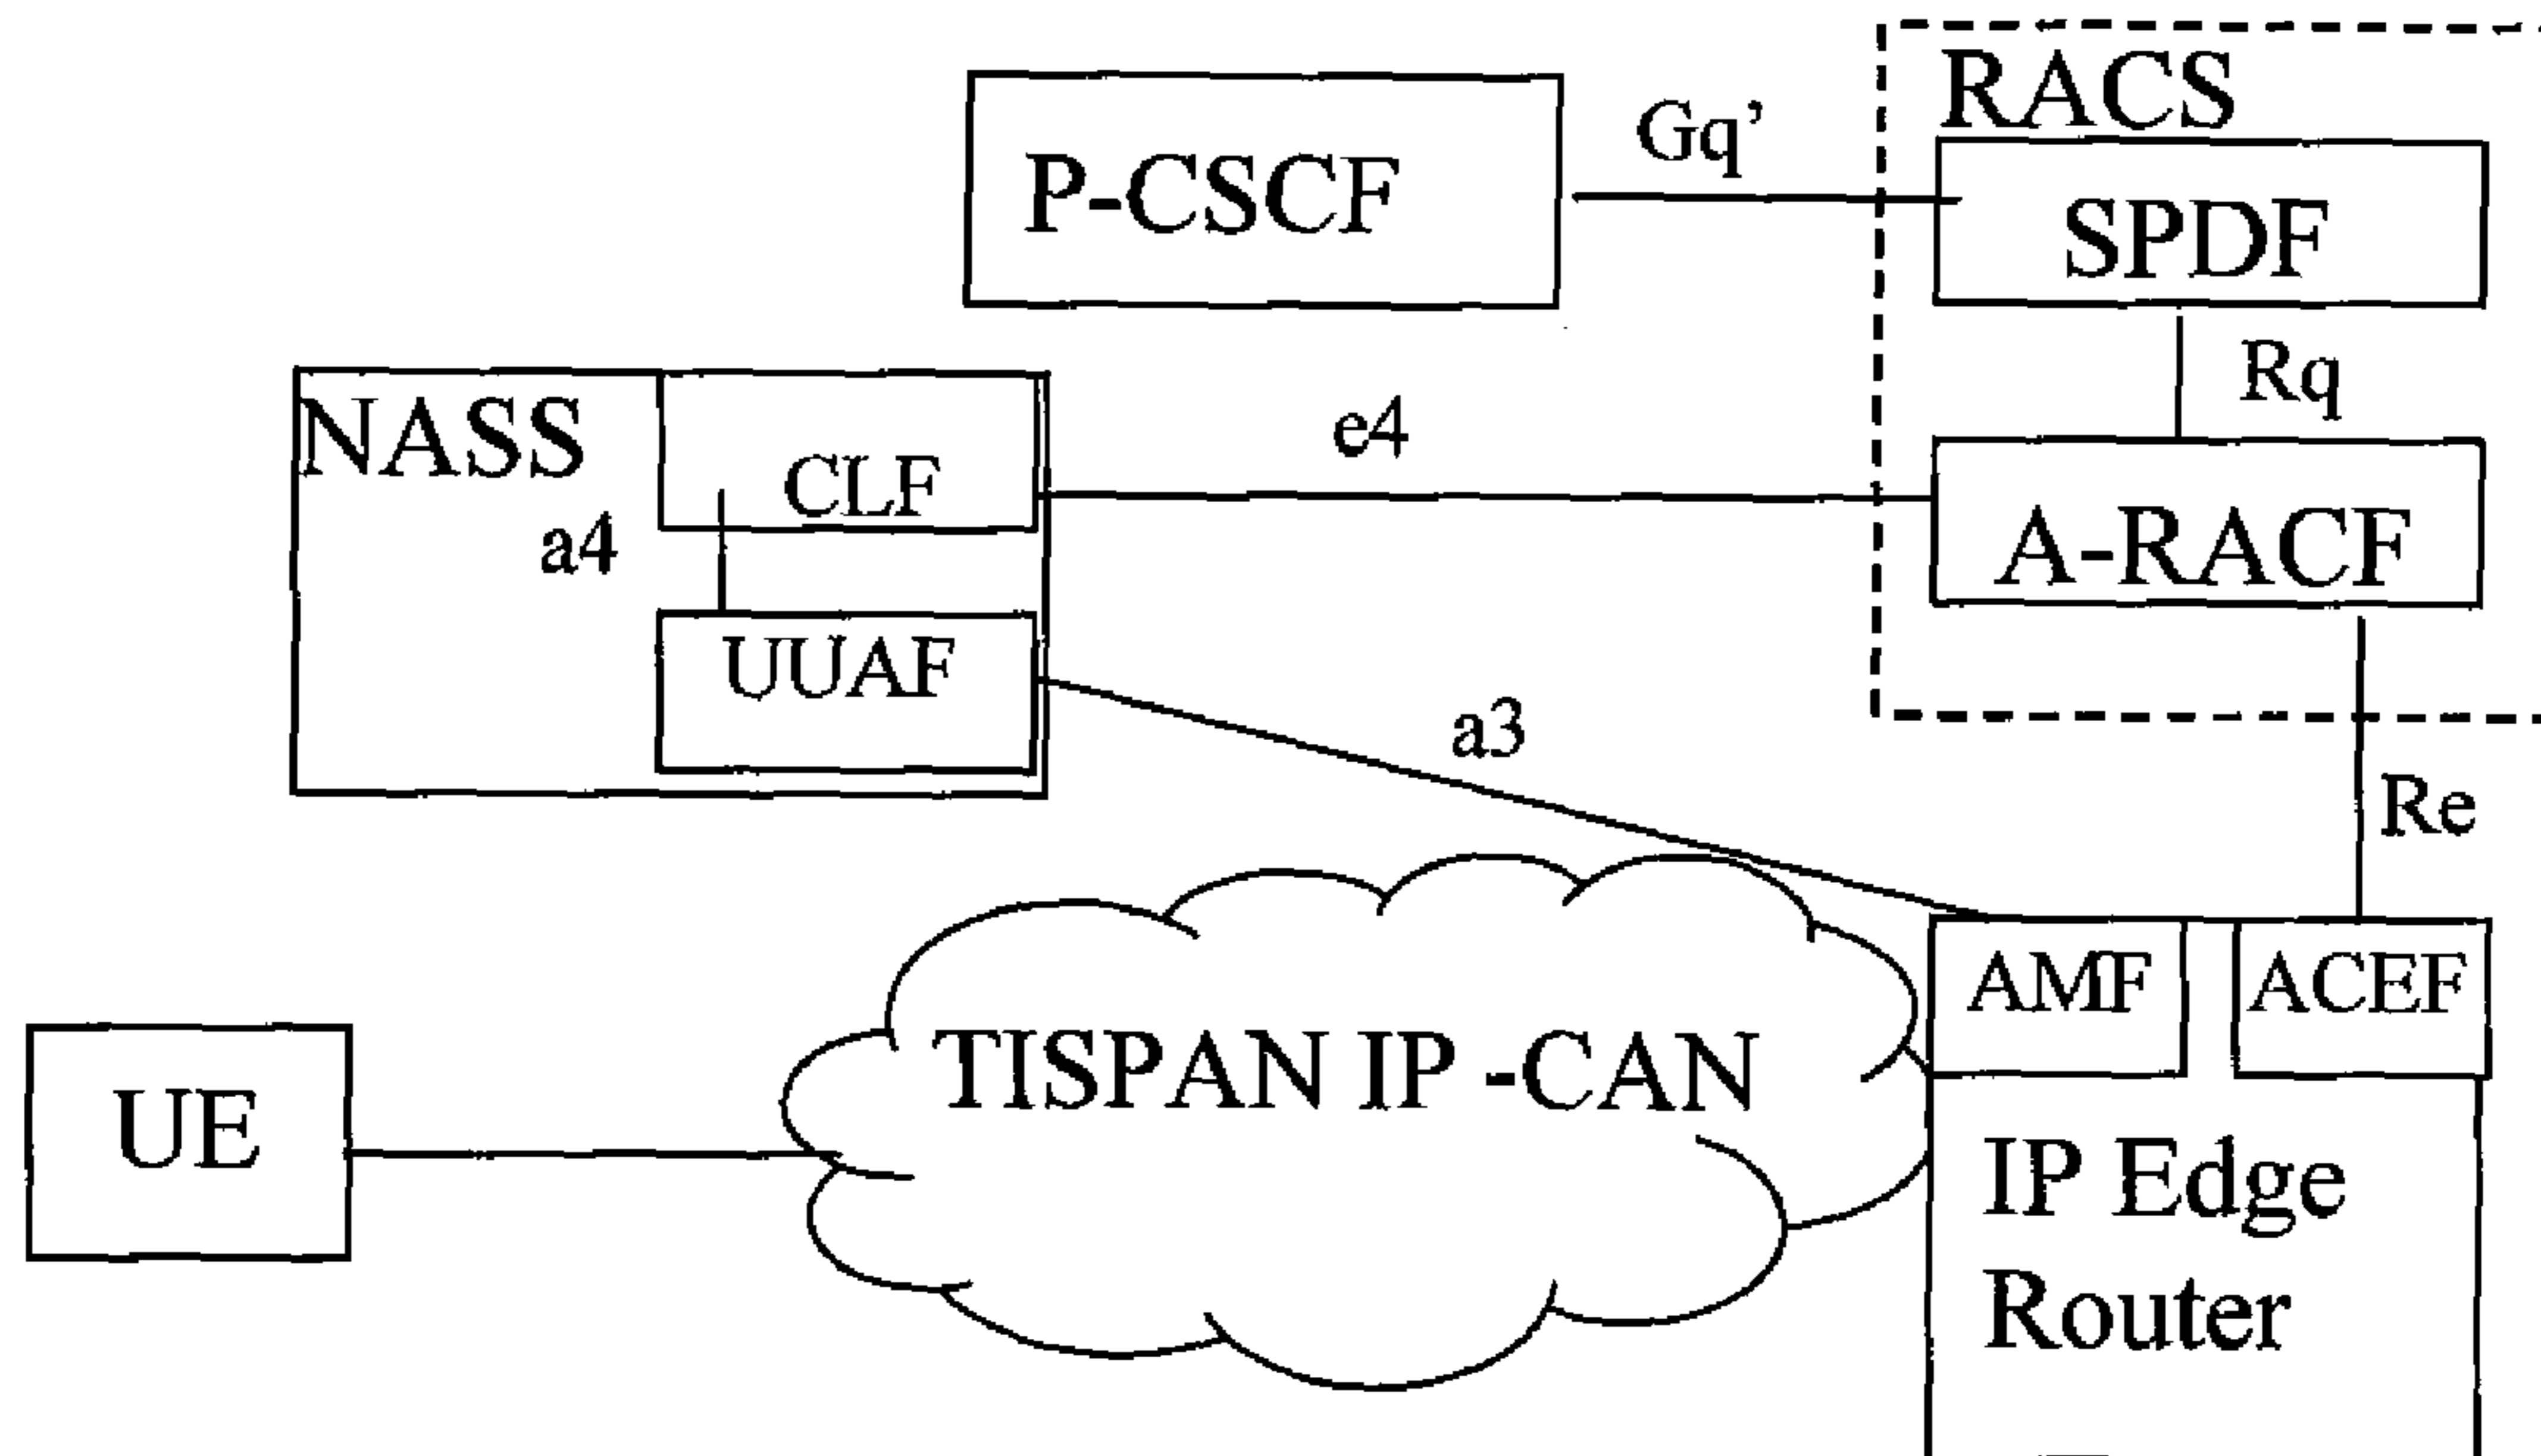 RACS
Gq’
P-CSCF
SPDF
Rq
NASS
e4
CLF
a4
A-RACF
UUAF
a3
Re
AMF
ACEF
TISPAN IP -CAN
UE
IP Edge
Router